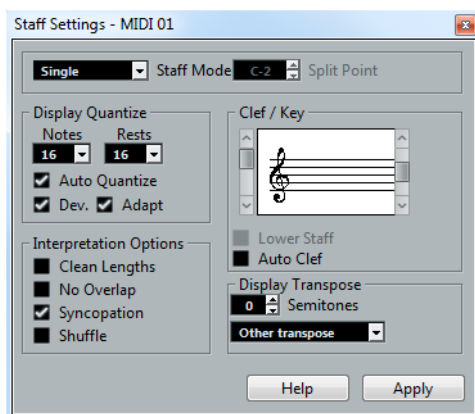 Staff Settings - MIDI 01
Single Staff Mode C-2 Split Point
Display Quantize
Notes Rests
16 16
Auto Quantize
Dev. Adapt
Interpretation Options
Clean Lengths
No Overlap
Syncopation
Shuffle
Clef / Key
Lower Staff
Auto Clef
Display Transpose
0 Semitones
Other transpose
Help Apply